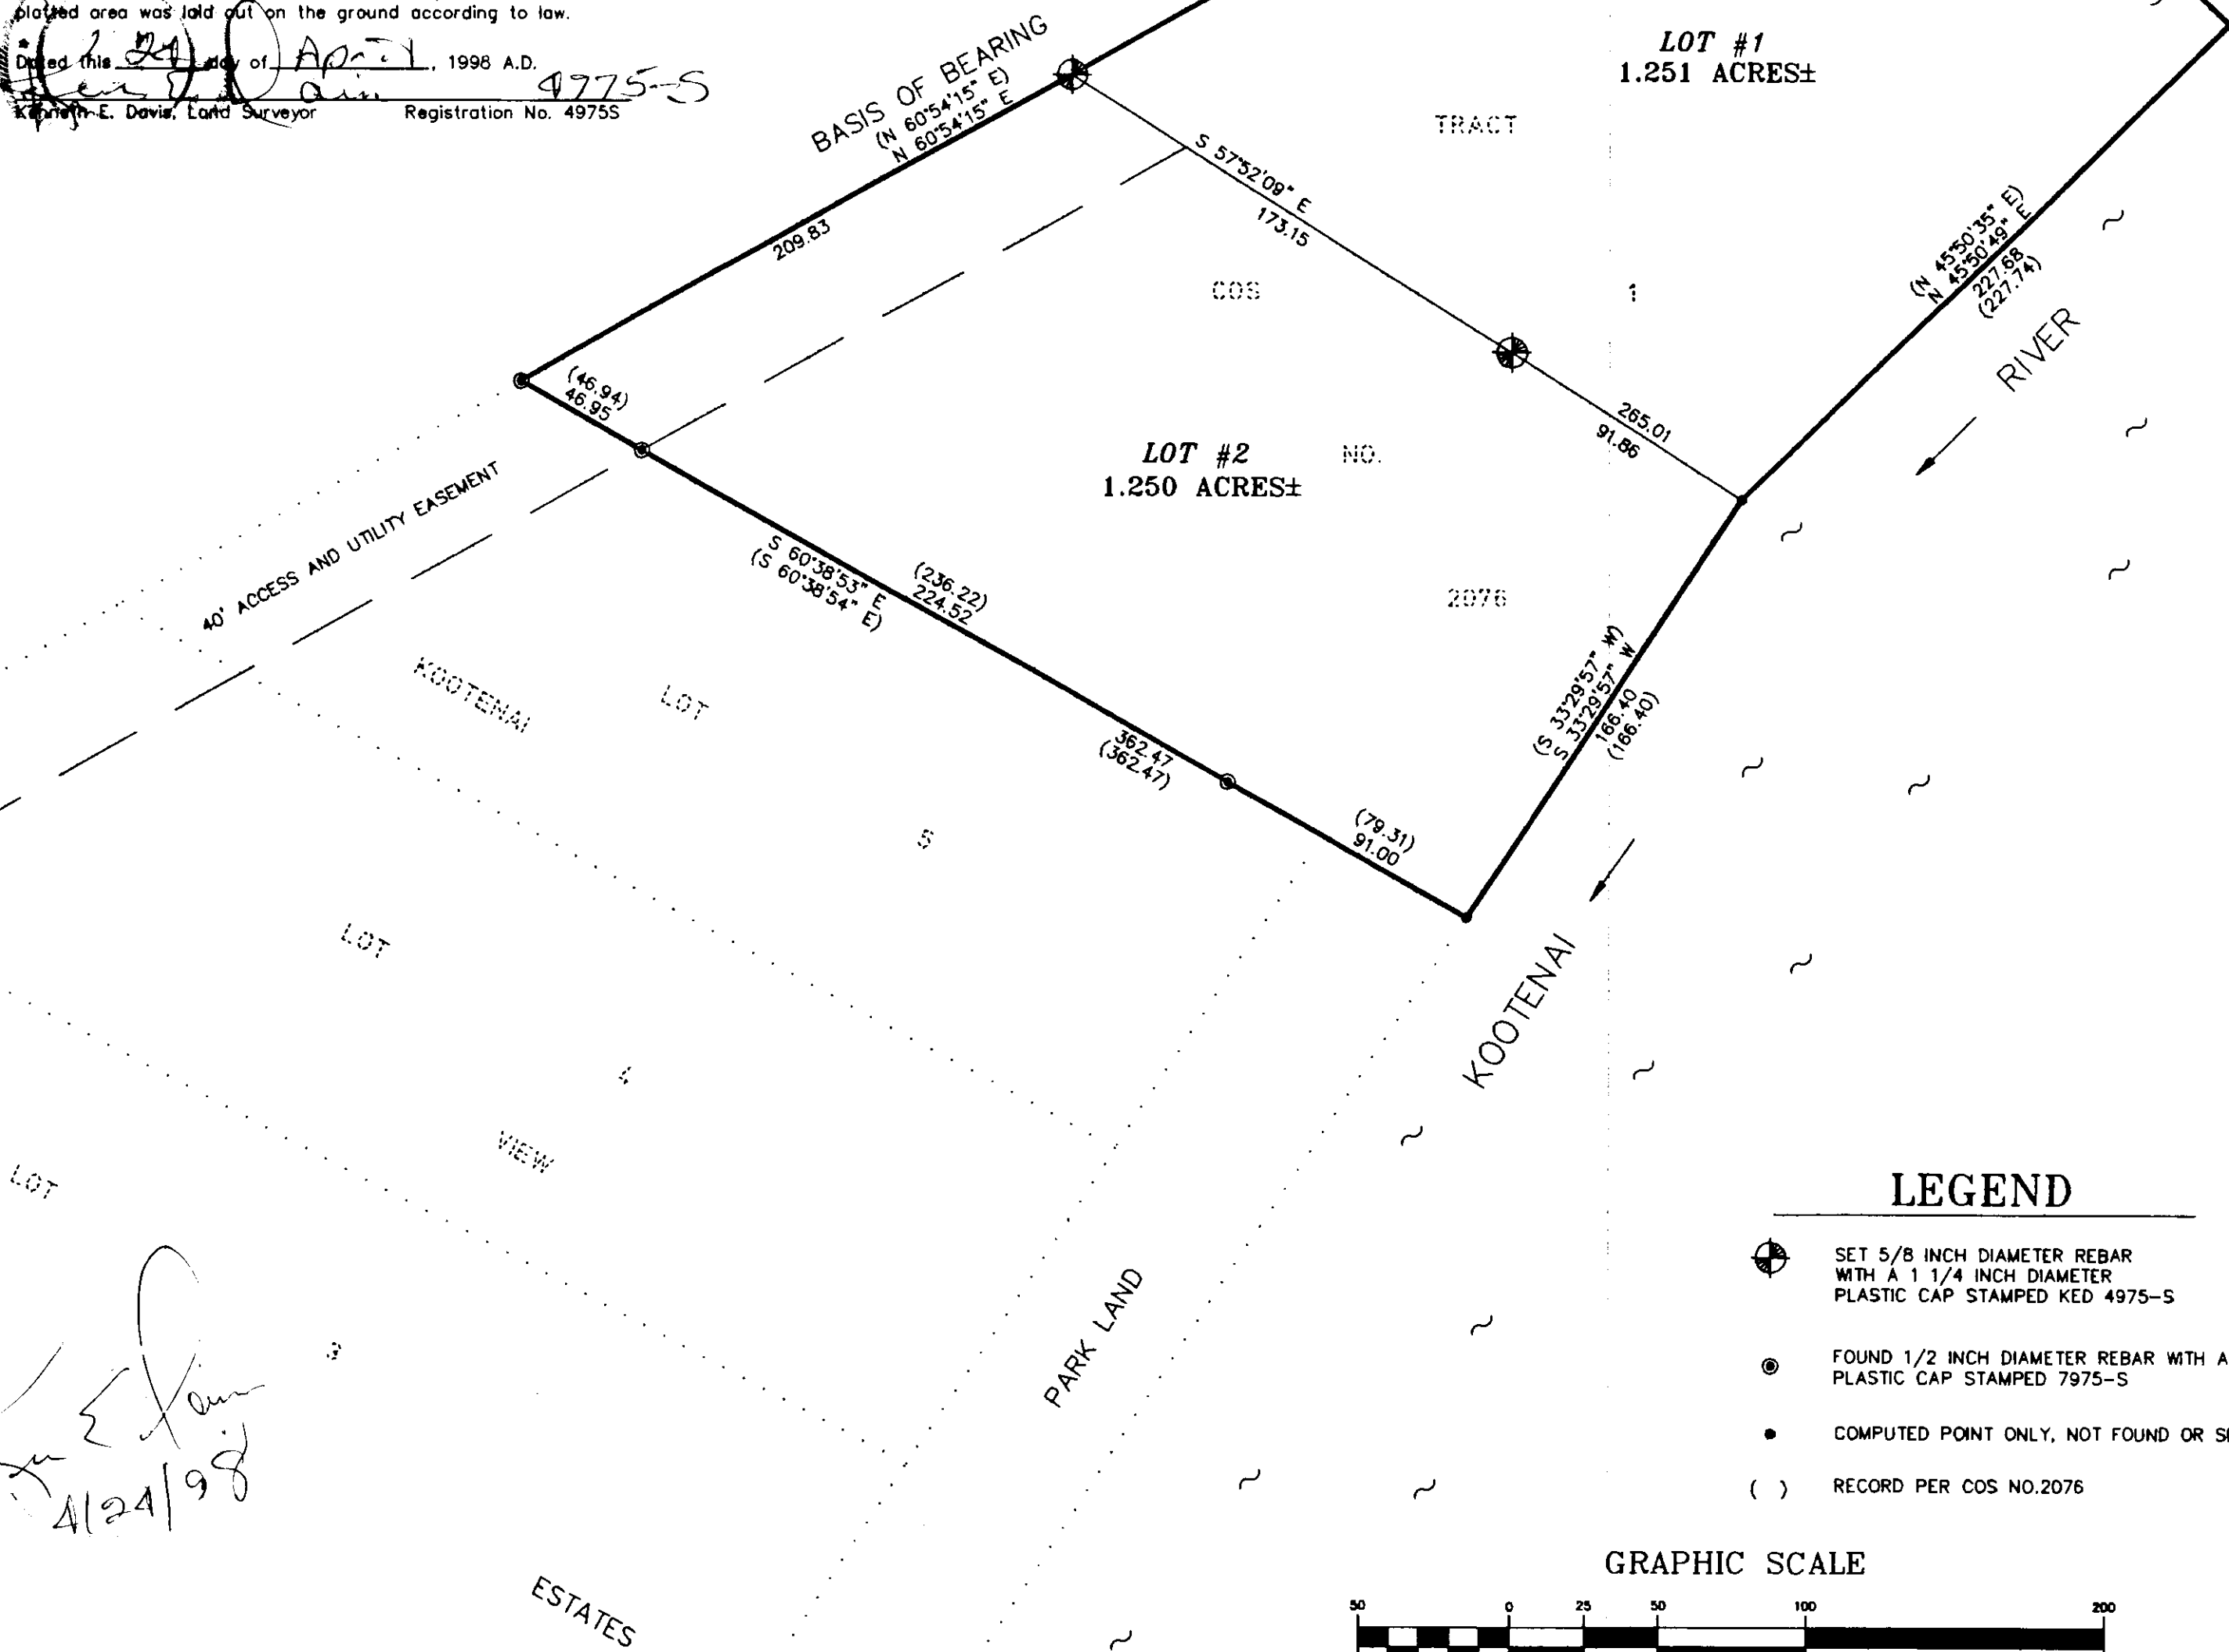 platted area was laid out on the ground according to law.
Dated this 24 day of April, 1998 A.D.
4975-S
Kenneth E. Davis, Land Surveyor Registration No. 4975S
BASIS OF BEARING
(N 60°54'15" E)
N 60°54'15" E
209.83
LOT #1
1.251 ACRES±
TRACT
S 57°52'09" E
173.15
COS
1
(N 45°50'35" E)
N 45°50'49" E
227.68
(227.74)
RIVER
(46.94)
46.95
265.01
91.86
LOT #2
1.250 ACRES±
NO.
40' ACCESS AND UTILITY EASEMENT
S 60°38'53" E
(S 60°38'54" E)
(236.22)
224.52
2076
(S 33°29'57" W)
S 33°29'57" W
166.40
(166.40)
KOOTENAI
LOT
362.47
(362.47)
(79.31)
91.00
5
LOT
KOOTENAI
4
VIEW
LOT
3
PARK LAND
4/24/98
ESTATES
LEGEND
SET 5/8 INCH DIAMETER REBAR
WITH A 1 1/4 INCH DIAMETER
PLASTIC CAP STAMPED KED 4975-S
FOUND 1/2 INCH DIAMETER REBAR WITH A
PLASTIC CAP STAMPED 7975-S
COMPUTED POINT ONLY, NOT FOUND OR
( ) RECORD PER COS NO.2076
GRAPHIC SCALE
50 0 25 50 100 200